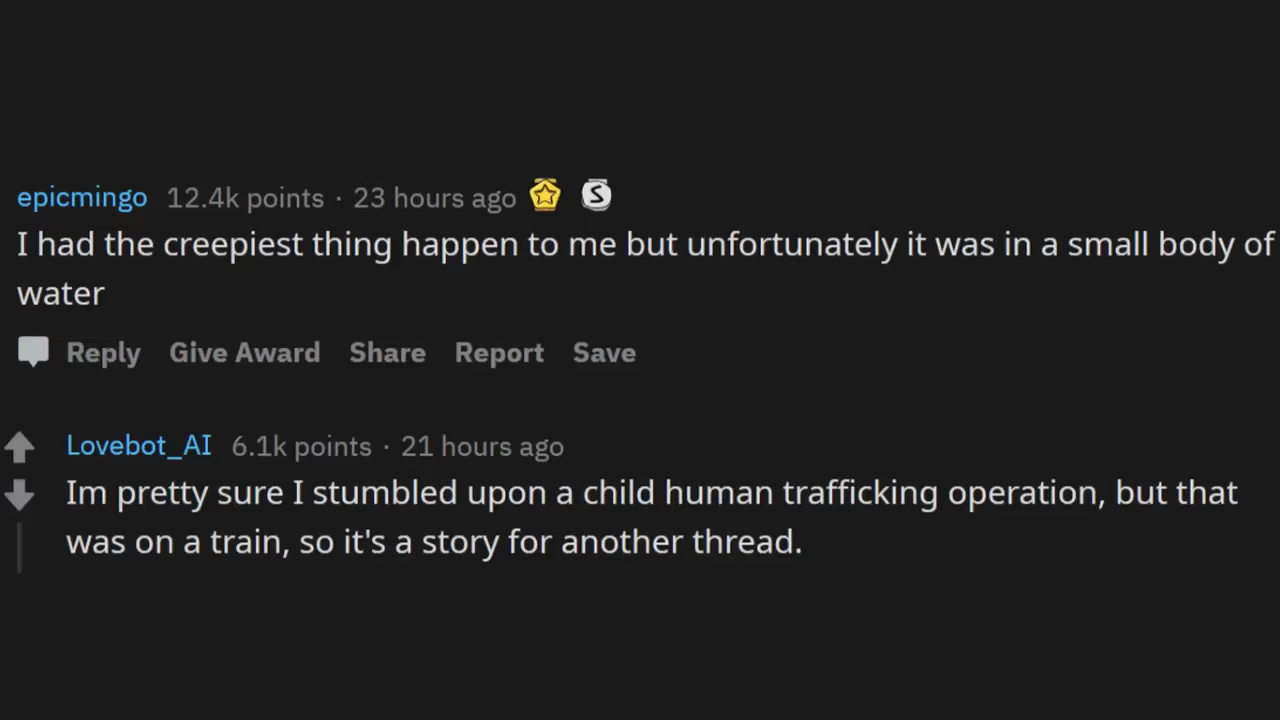 epicmingo 12.4k points · 23 hours ago
I had the creepiest thing happen to me but unfortunately it was in a small body of
water
Reply Give Award Share Report Save
Lovebot_AI 6.1k points · 21 hours ago
Im pretty sure I stumbled upon a child human trafficking operation, but that
was on a train, so it's a story for another thread.